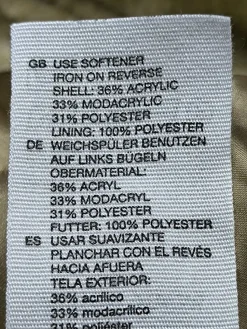 GB USE SOFTENER
IRON ON REVERSE
SHELL: 36% ACRYLIC
33% MODACRYLIC
31% POLYESTER
LINING: 100% POLYESTER
DE WEICHSPÜLER BENUTZEN
AUF LINKS BÜGELN
OBERMATERIAL:
36% ACRYL
33% MODACRYL
31% POLYESTER
FUTTER: 100% POLYESTER
ES USAR SUAVIZANTE
PLANCHAR CON EL REVÉS
HACIA AFUERA
TELA EXTERIOR:
36% acrílico
33% modacrílico
31% poliéster